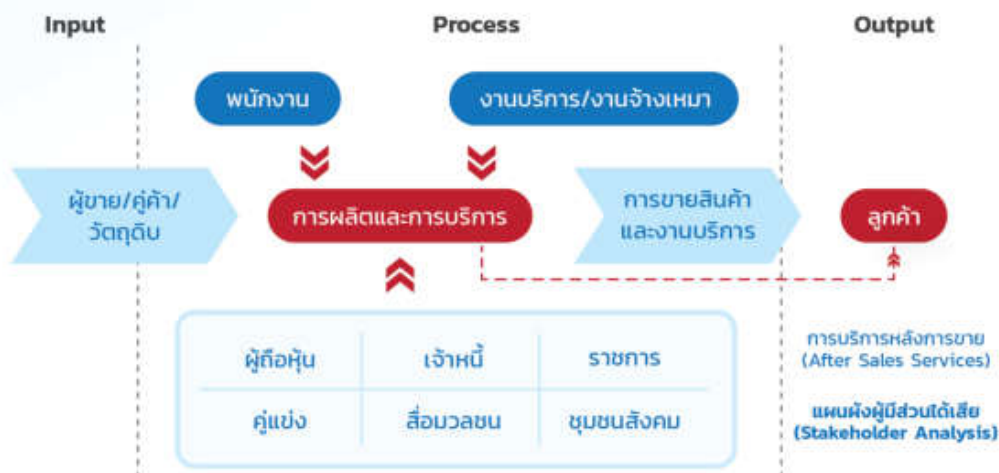 Input
Process
Output
พนักงาน
งานบริการ/งานจ้างเหมา
ผู้ขาย/คู่ค้า/
วัตถุดิบ
การผลิตและการบริการ
การขายสินค้า
และงานบริการ
ลูกค้า
ผู้ถือหุ้น
เจ้าหนี้
ราชการ
คู่แข่ง
สื่อมวลชน
ชุมชนสังคม
การบริการหลังการขาย
(After Sales Services)
แผนผังผู้มีส่วนได้เสีย
(Stakeholder Analysis)